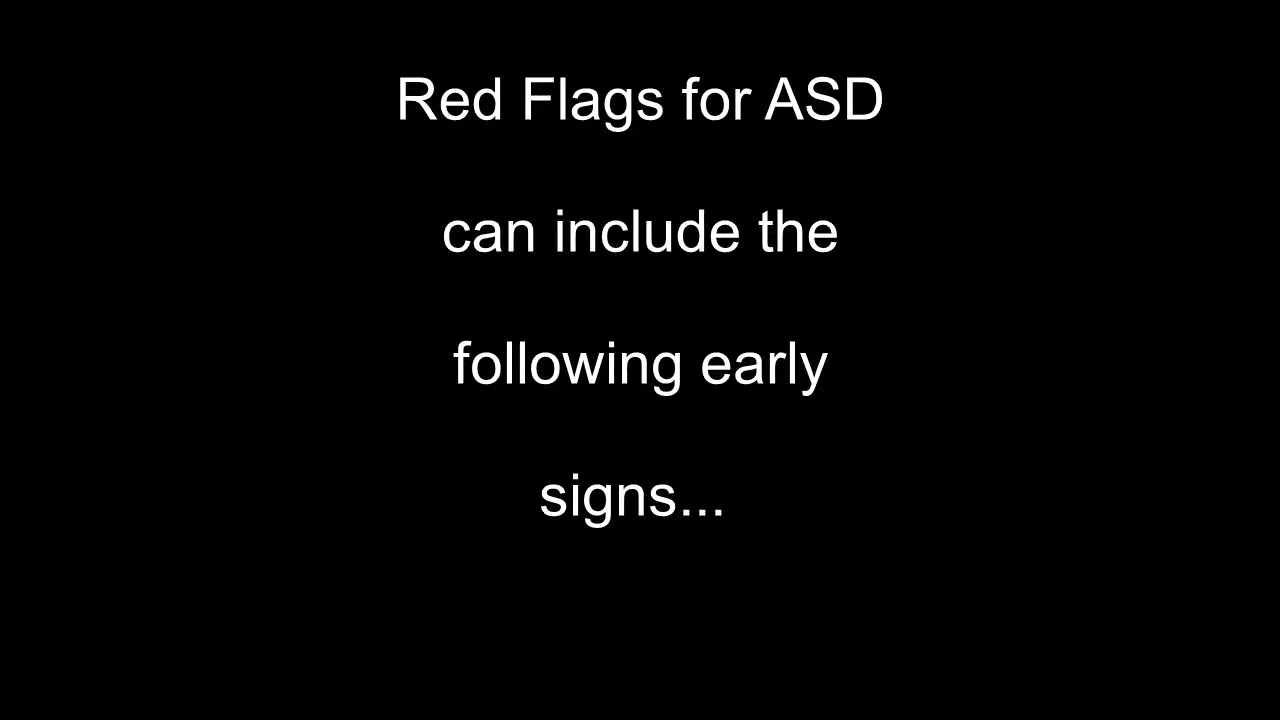 Red Flags for ASD
can include the
following early
signs...